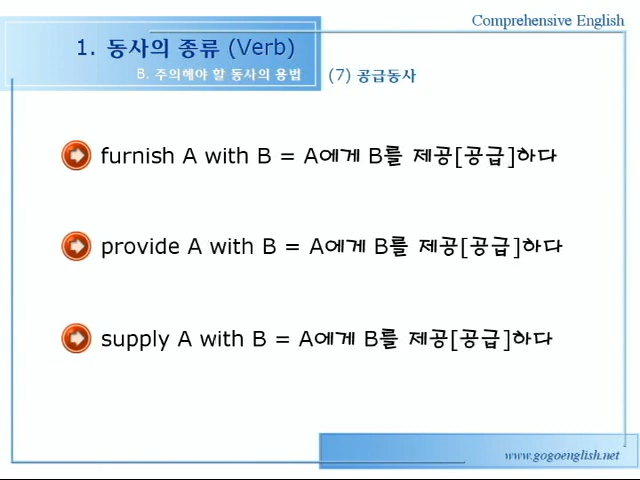 Comprehensive English
1. 동사의 종류 (Verb)
B. 주의해야 할 동사의 용법 (7) 공급동사
furnish A with B = A에게 B를 제공[공급]하다
provide A with B = A에게 B를 제공[공급]하다
supply A with B = A에게 B를 제공[공급]하다
www.gogoenglish.net